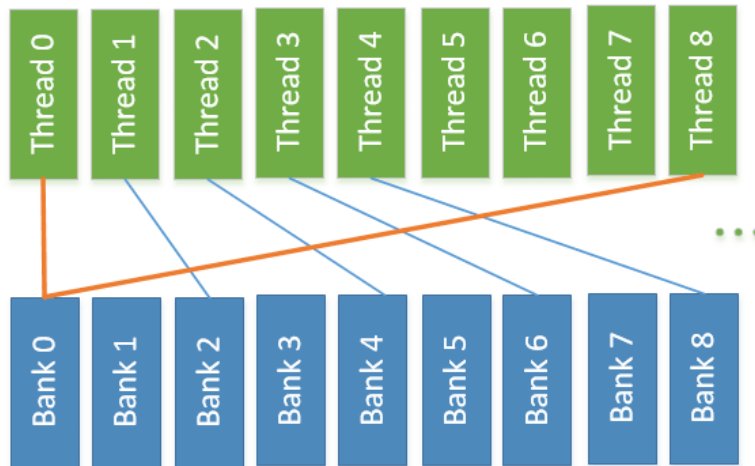 Thread 0
Thread 1
Thread 2
Thread 3
Thread 4
Thread 5
Thread 6
Thread 7
Thread 8
Bank 0
Bank 1
Bank 2
Bank 3
Bank 4
Bank 5
Bank 6
Bank 7
Bank 8